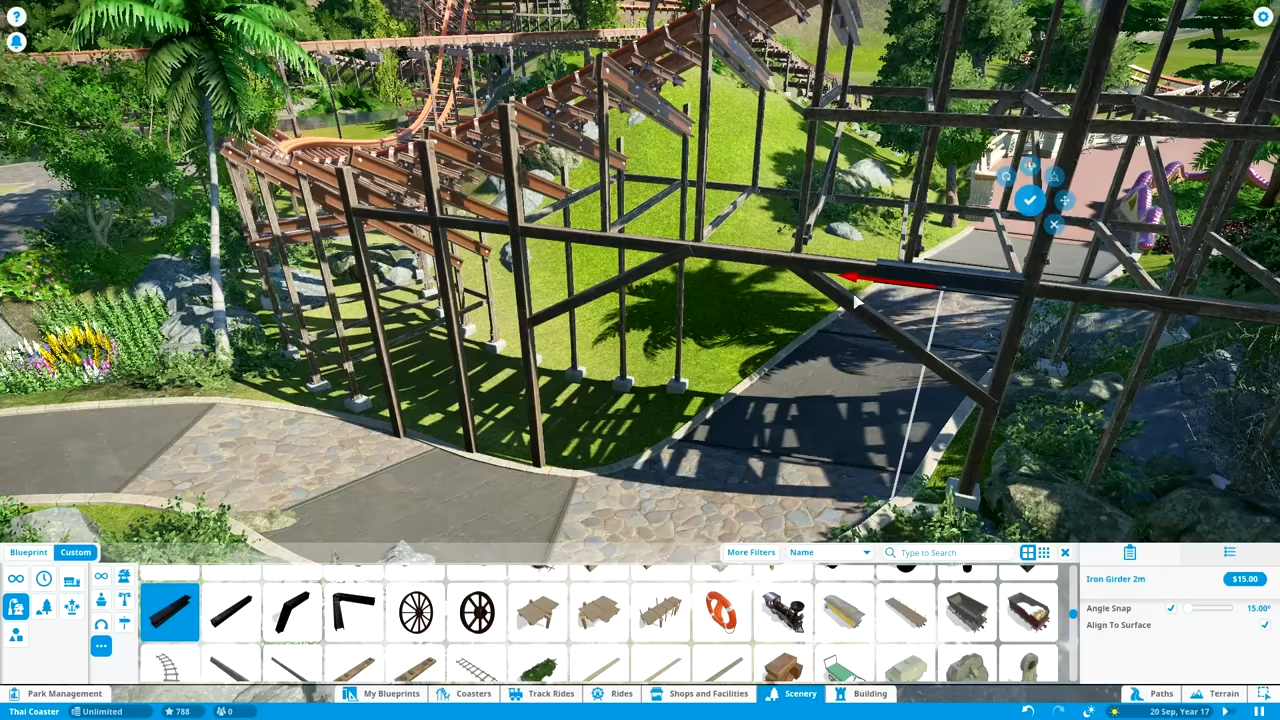 ?
Blueprint
Custom
More Filters
Name
Type to Search
Iron Girder 2m
$15.00
Angle Snap
15.00°
Align To Surface
Park Management
My Blueprints
Coasters
Track Rides
Rides
Shops and Facilities
Scenery
Building
Paths
Terrain
Thai Coaster
Unlimited
788
0
20 Sep, Year 17